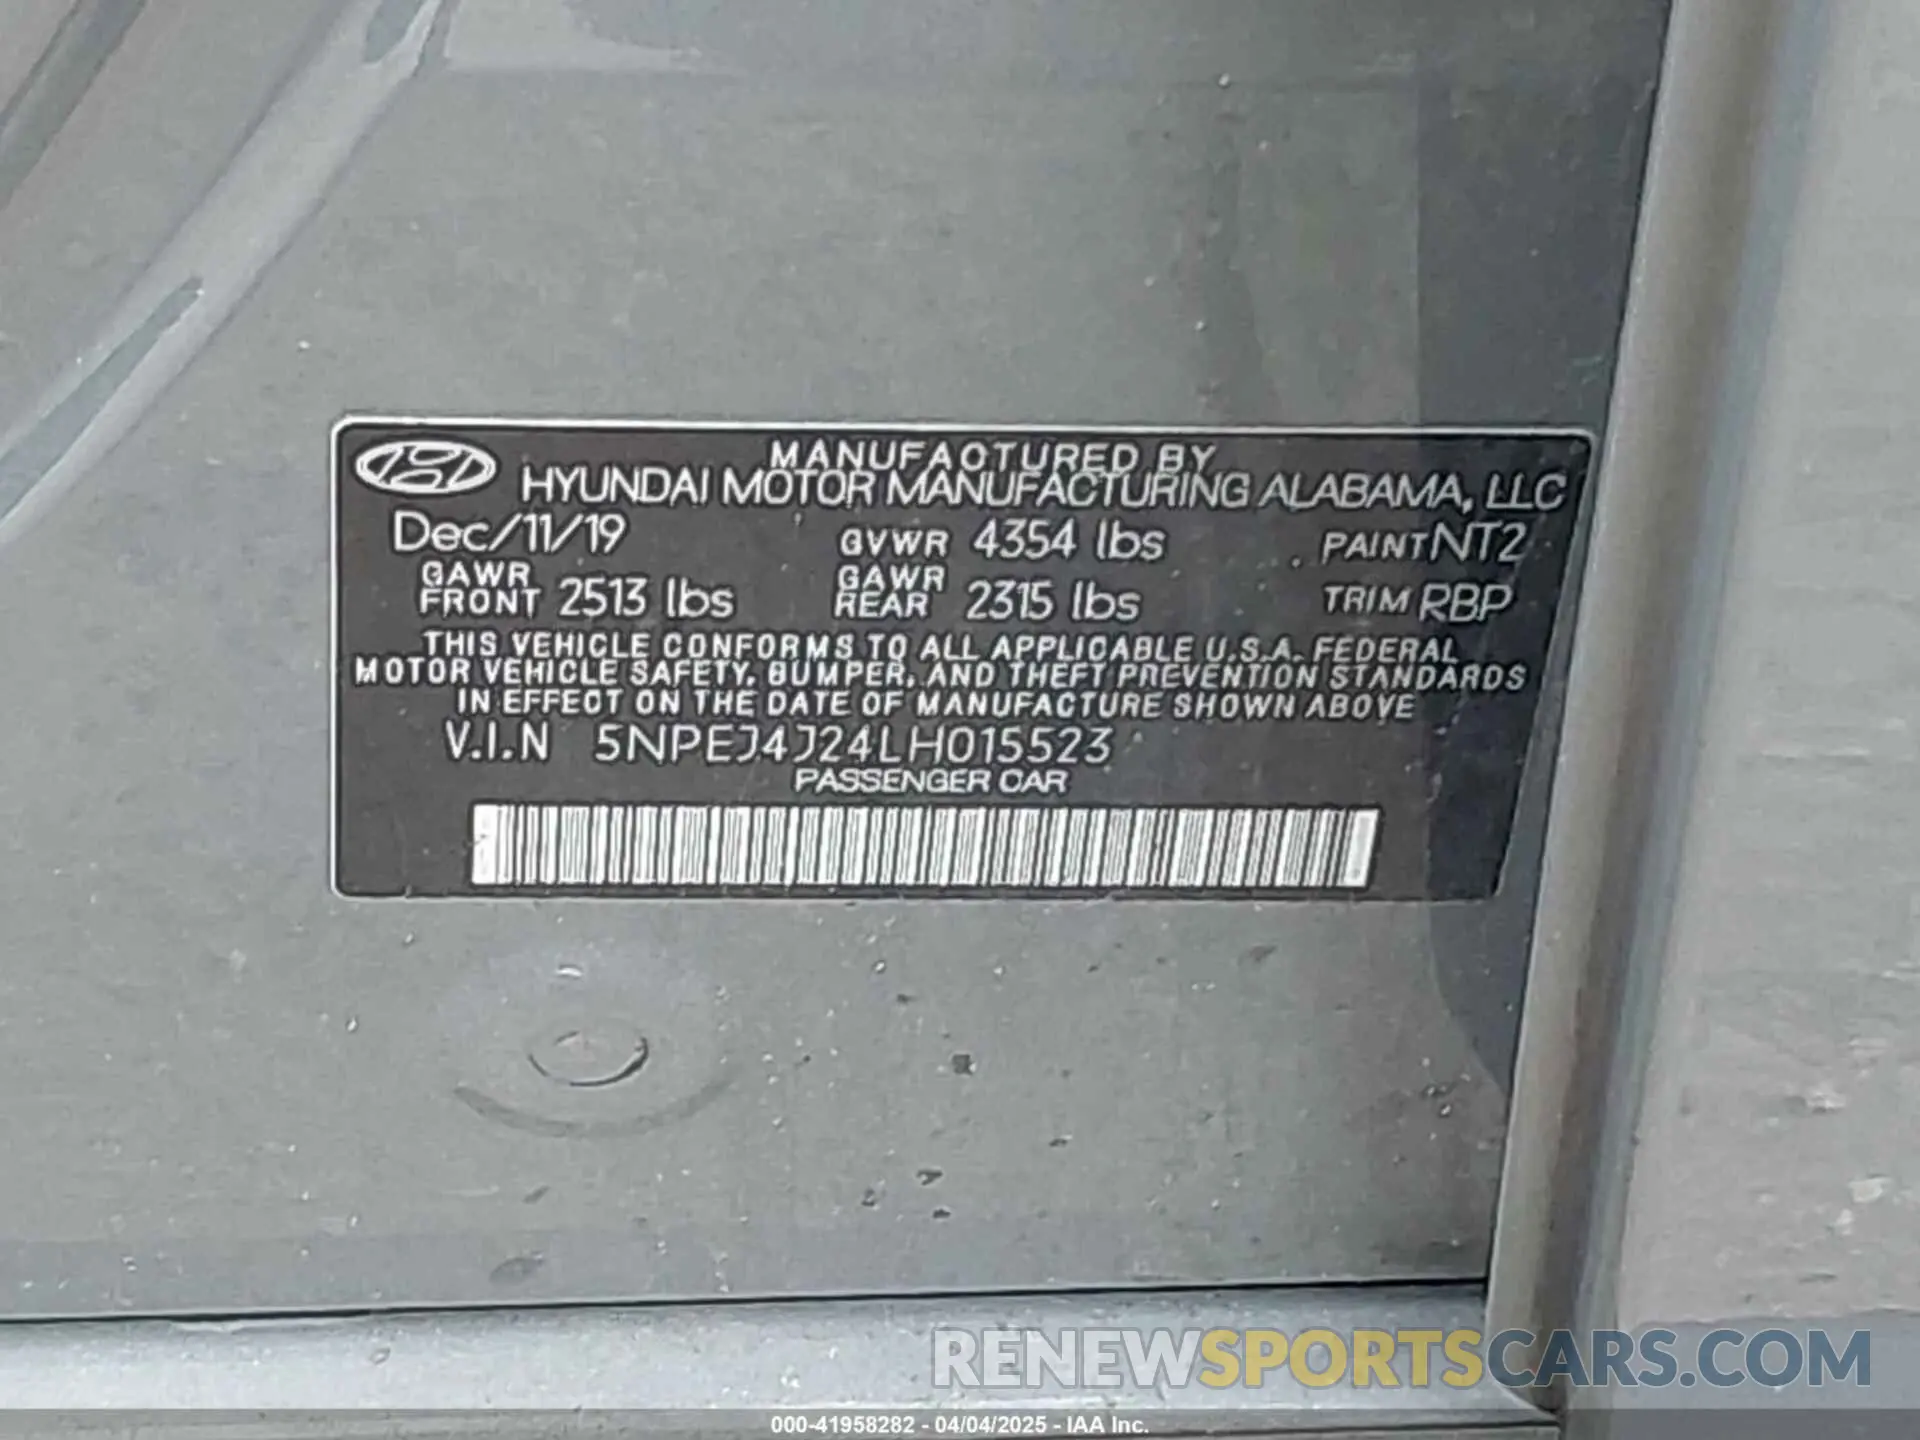 MANUFACTURED BY
HYUNDAI MOTOR MANUFACTURING ALABAMA, LLC
Dec/11/19 GVWR 4354 lbs PAINT NT2
GAWR FRONT 2513 lbs GAWR REAR 2315 lbs TRIM RBP
THIS VEHICLE CONFORMS TO ALL APPLICABLE U.S.A. FEDERAL
MOTOR VEHICLE SAFETY, BUMPER, AND THEFT PREVENTION STANDARDS
IN EFFECT ON THE DATE OF MANUFACTURE SHOWN ABOVE
V.I.N 5NPEJ4J24LH015523
PASSENGER CAR
RENEWSPORTSCARS.COM
000-41958282 - 04/04/2025 - IAA Inc.